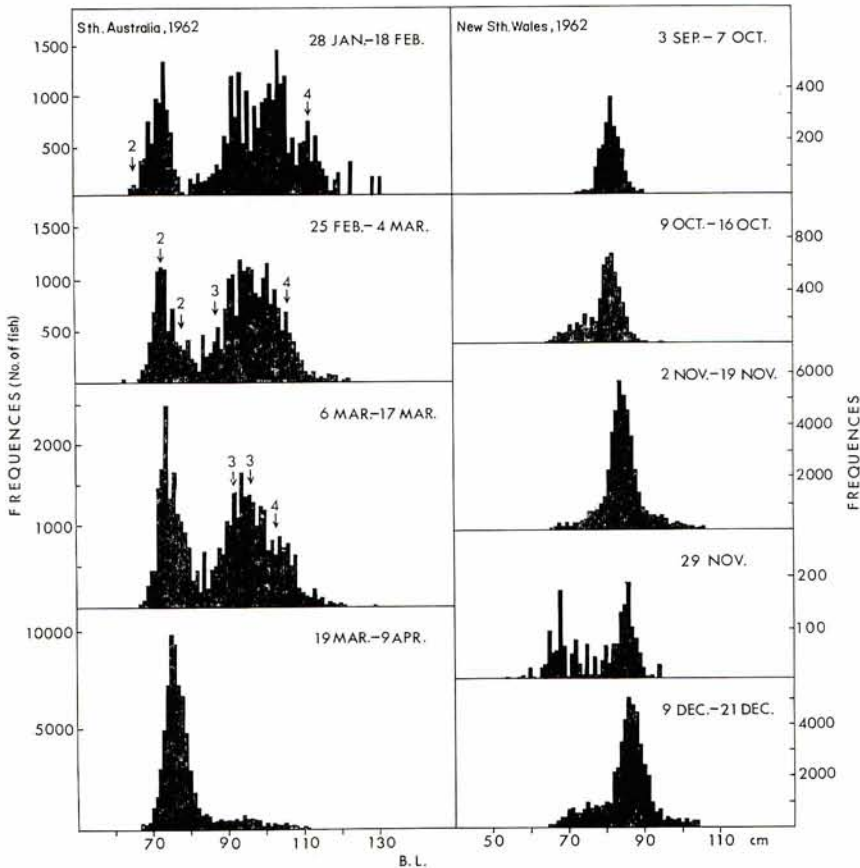 Sth. Australia, 1962
28 JAN.–18 FEB.
1500
1000
500
2
4
25 FEB.–4 MAR.
1500
1000
500
2
2
3
4
6 MAR.–17 MAR.
2000
1000
3
3
4
19 MAR.–9 APR.
10000
5000
70
90
110
130
FREQUENCES (No. of fish)
B.L.
New Sth. Wales, 1962
3 SEP.–7 OCT.
400
200
9 OCT.–16 OCT.
800
400
2 NOV.–19 NOV.
6000
4000
2000
29 NOV.
200
100
9 DEC.–21 DEC.
4000
2000
50
70
90
cm
FREQUENCES